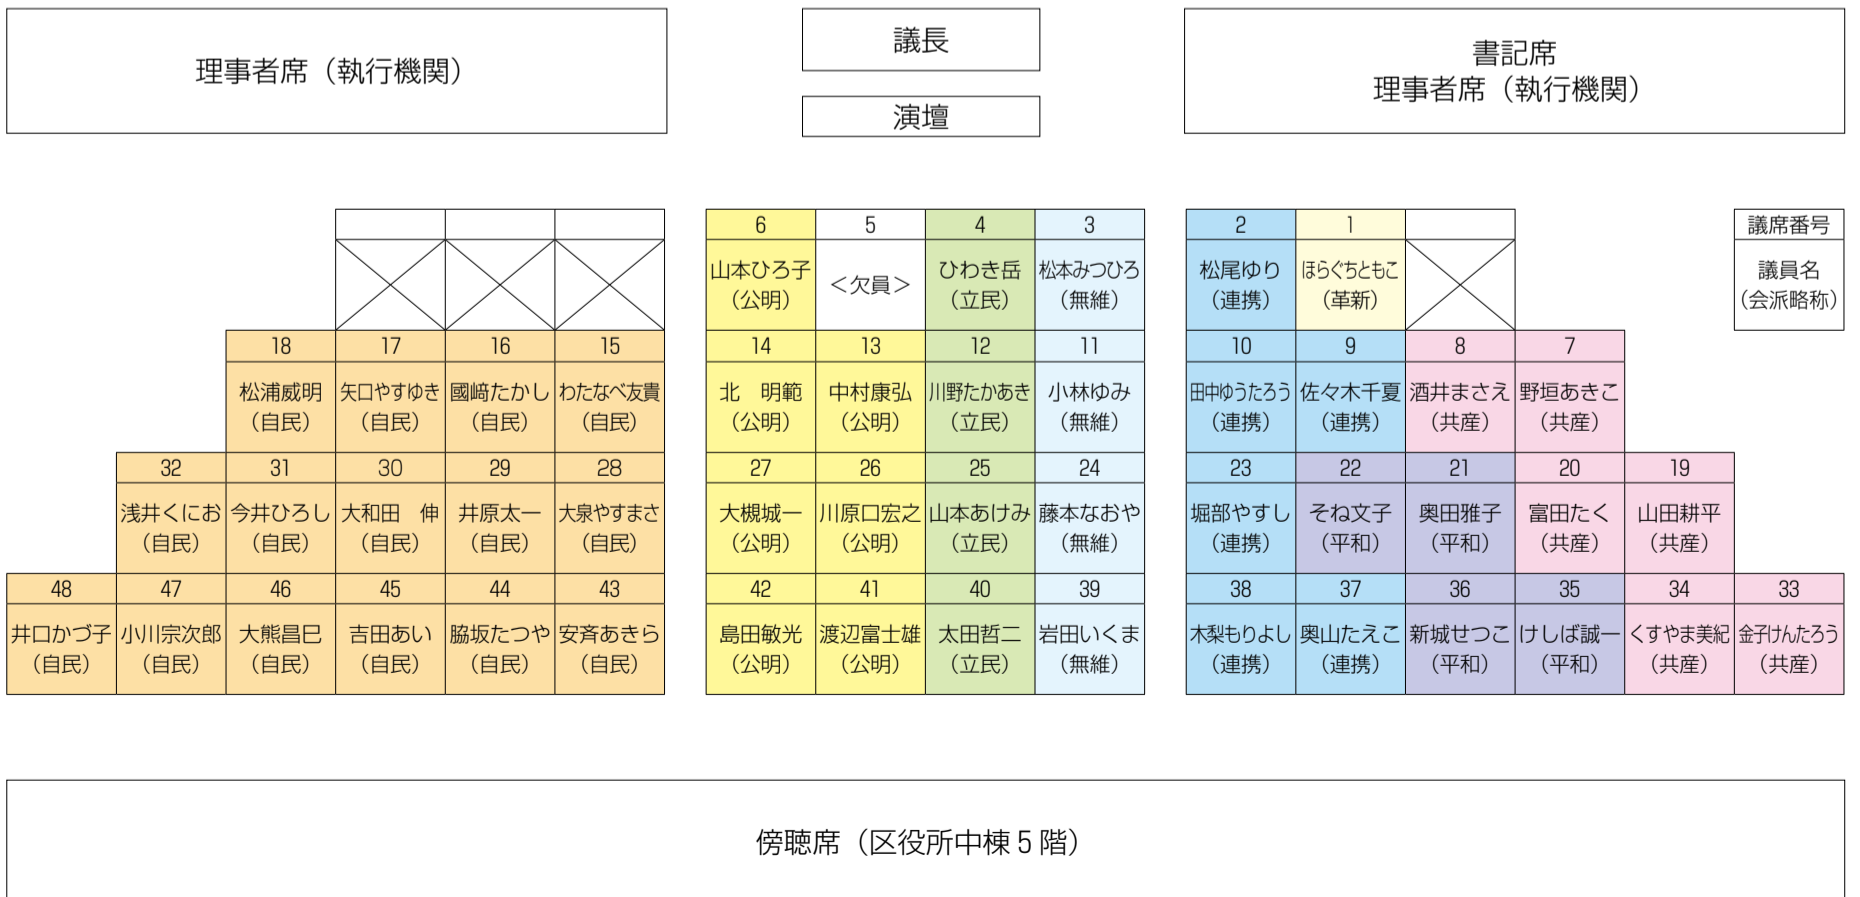 理事者席（執行機関）
議長
演壇
書記席
理事者席（執行機関）
6 5 4 3 2 1 議席番号
山本ひろ子 ＜欠員＞ ひわき岳 松本みつひろ 松尾ゆり ほらぐちともこ 議員名
（公明） （立民） （無維） （連携） （革新） （会派略称）
18 17 16 15 14 13 12 11 10 9 8 7
松浦威明 矢口やすゆき 國﨑たかし わたなべ友貴 北　明範 中村康弘 川野たかあき 小林ゆみ 田中ゆうたろう 佐々木千夏 酒井まさえ 野垣あきこ
（自民） （自民） （自民） （自民） （公明） （公明） （立民） （無維） （連携） （連携） （共産） （共産）
32 31 30 29 28 27 26 25 24 23 22 21 20 19
浅井くにお 今井ひろし 大和田　伸 井原太一 大泉やすまさ 大槻城一 川原口宏之 山本あけみ 藤本なおや 堀部やすし そね文子 奥田雅子 富田たく 山田耕平
（自民） （自民） （自民） （自民） （自民） （公明） （公明） （立民） （無維） （連携） （平和） （平和） （共産） （共産）
48 47 46 45 44 43 42 41 40 39 38 37 36 35 34 33
井口かづ子 小川宗次郎 大熊昌巳 吉田あい 脇坂たつや 安斉あきら 島田敏光 渡辺富士雄 太田哲二 岩田いくま 木梨もりよし 奥山たえこ 新城せつこ けしば誠一 くすやま美紀 金子けんたろう
（自民） （自民） （自民） （自民） （自民） （自民） （公明） （公明） （立民） （無維） （連携） （連携） （平和） （平和） （共産） （共産）
傍聴席（区役所中棟５階）